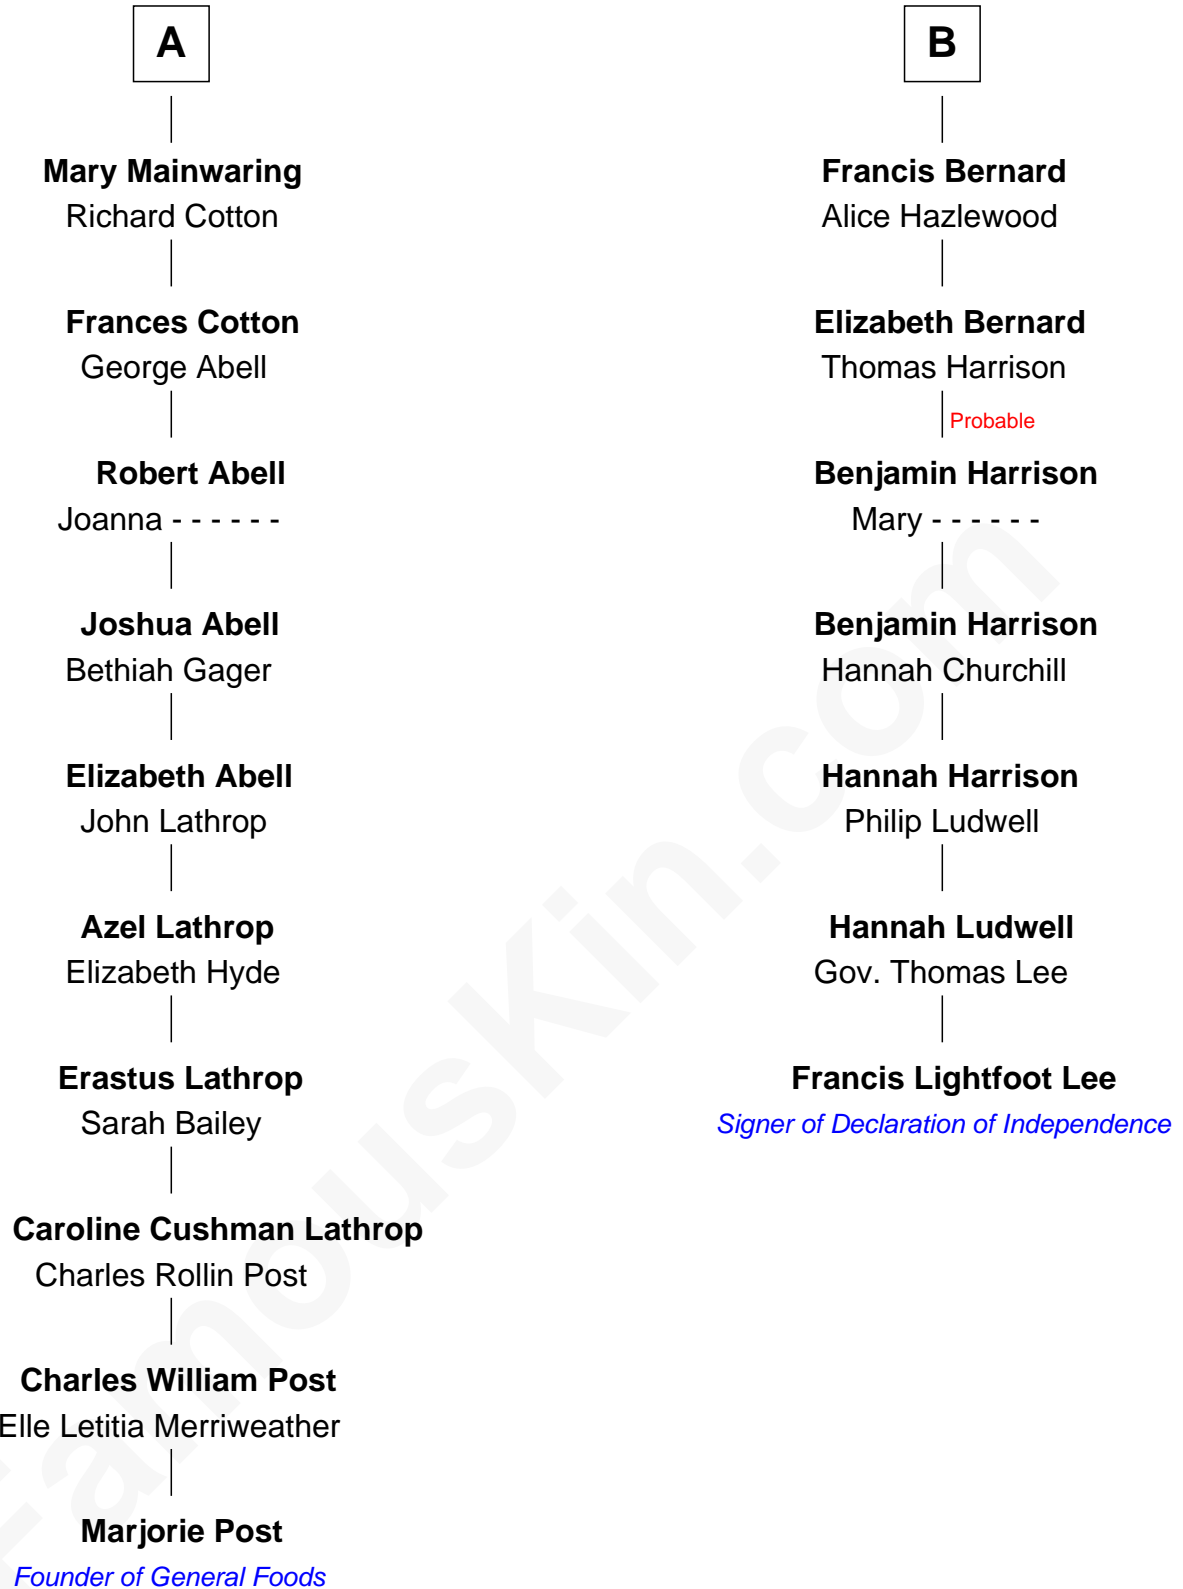 A
Mary Mainwaring
Richard Cotton
Frances Cotton
George Abell
Robert Abell
Joanna - - - - - -
Joshua Abell
Bethiah Gager
Elizabeth Abell
John Lathrop
Azel Lathrop
Elizabeth Hyde
Erastus Lathrop
Sarah Bailey
Caroline Cushman Lathrop
Charles Rollin Post
Charles William Post
Elle Letitia Merriweather
Marjorie Post
Founder of General Foods
B
Francis Bernard
Alice Hazlewood
Elizabeth Bernard
Thomas Harrison
Probable
Benjamin Harrison
Mary - - - - - -
Benjamin Harrison
Hannah Churchill
Hannah Harrison
Philip Ludwell
Hannah Ludwell
Gov. Thomas Lee
Francis Lightfoot Lee
Signer of Declaration of Independence
FamousKin.com